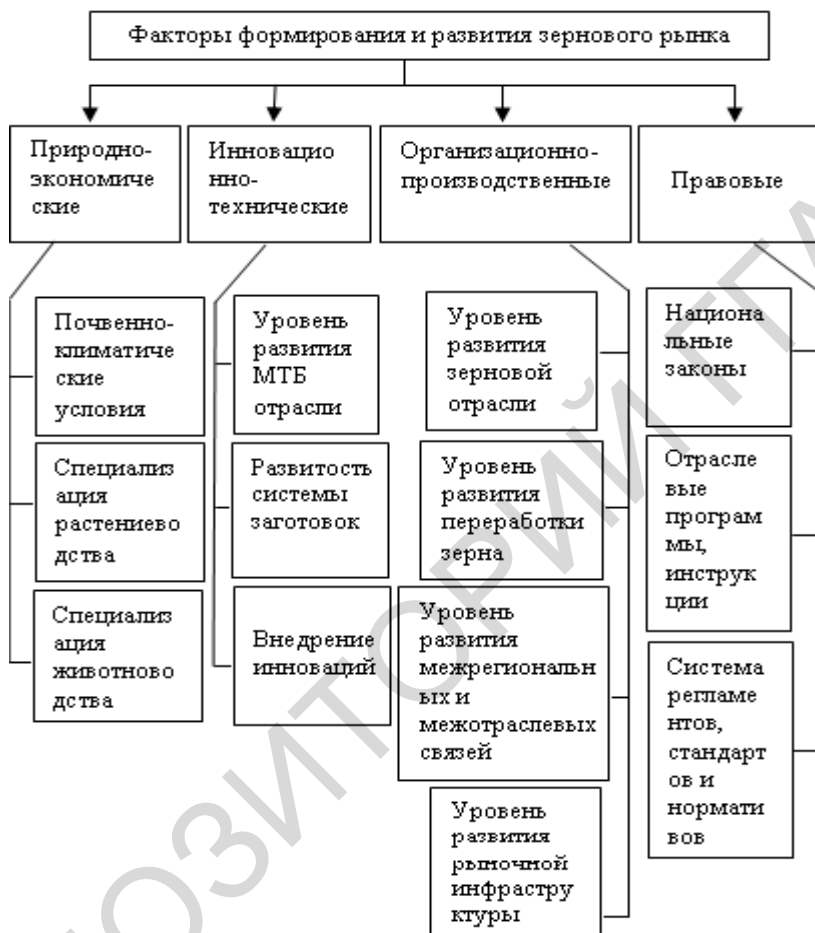 Факторы формирования и развития зернового рынка
Природно-
экономиче
ские
Инновацио
нно-
технические
Организационно-
производственные
Правовые
Почвенно-
климатиче
ские
условия
Специализ
ация
растениево
дства
Специализ
ация
животново
дства
Уровень
развития
МТБ
отрасли
Развитость
системы
заготовок
Внедрение
инноваций
Уровень
развития
зерновой
отрасли
Уровень
развития
переработки
зерна
Уровень
развития
межрегиональн
ых и
межотраслевых
связей
Уровень
развития
рыночной
инфрастру
ктуры
Национа
льные
законы
Отрасле
вые
програм
мы,
инструк
ции
Система
регламе
нтов,
стандарт
ов и
нормати
вов